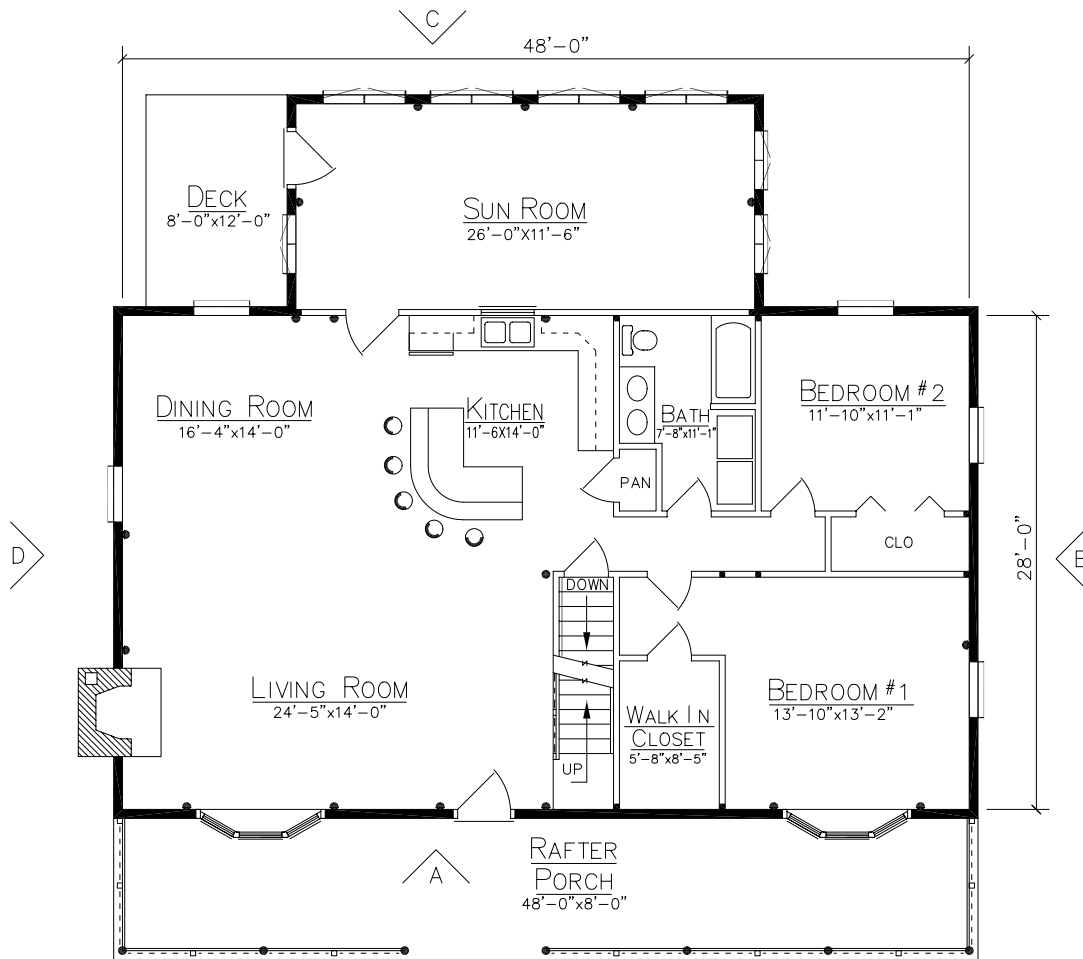 C
48'-0"
DECK
8'-0"x12'-0"
SUN ROOM
26'-0"X11'-6"
DINING ROOM
16'-4"x14'-0"
KITCHEN
11'-6X14'-0"
BATH
7'-8"x11'-1"
BEDROOM #2
11'-10"x11'-1"
PAN
CLO
D
28'-0"
DOWN
LIVING ROOM
24'-5"x14'-0"
WALK IN
CLOSET
5'-8"x8'-5"
BEDROOM #1
13'-10"x13'-2"
UP
A
RAFTER
PORCH
48'-0"x8'-0"